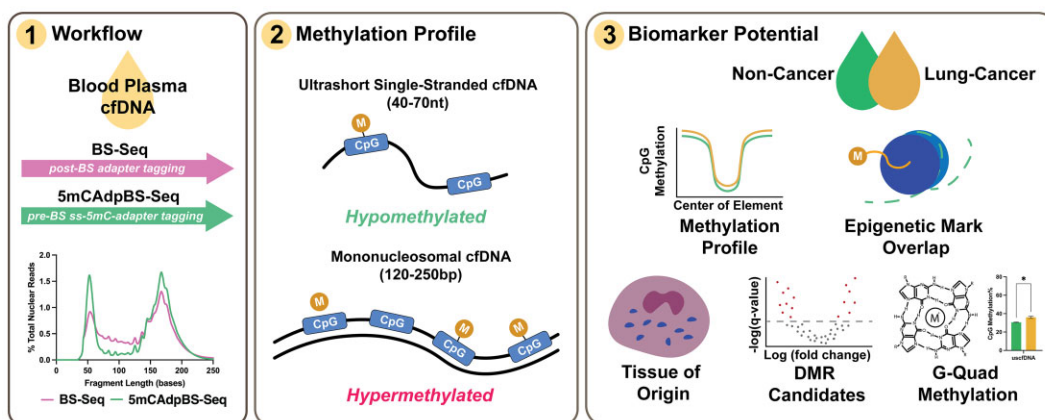 1 Workflow
Blood Plasma
cfDNA
BS-Seq
post-BS adapter tagging
5mCAdpBS-Seq
pre-BS ss-5mC-adapter tagging
% Total Nuclear Reads
2.0
1.5
1.0
0.5
0.0
0 50 100 150 200 250
Fragment Length (bases)
BS-Seq 5mCAdpBS-Seq
2 Methylation Profile
Ultrashort Single-Stranded cfDNA
(40-70nt)
M
CpG
CpG
Hypomethylated
Mononucleosomal cfDNA
(120-250bp)
M
CpG
CpG
M
CpG
M
CpG
Hypermethylated
3 Biomarker Potential
Non-Cancer
Lung-Cancer
CpG
Methylation
Center of Element
Methylation
Profile
M
Epigenetic Mark
Overlap
Tissue of
Origin
-log(q-value)
Log (fold change)
DMR
Candidates
M
G-Quad
Methylation
CpG Methylation%
80
60
40
20
0
*
uscfDNA